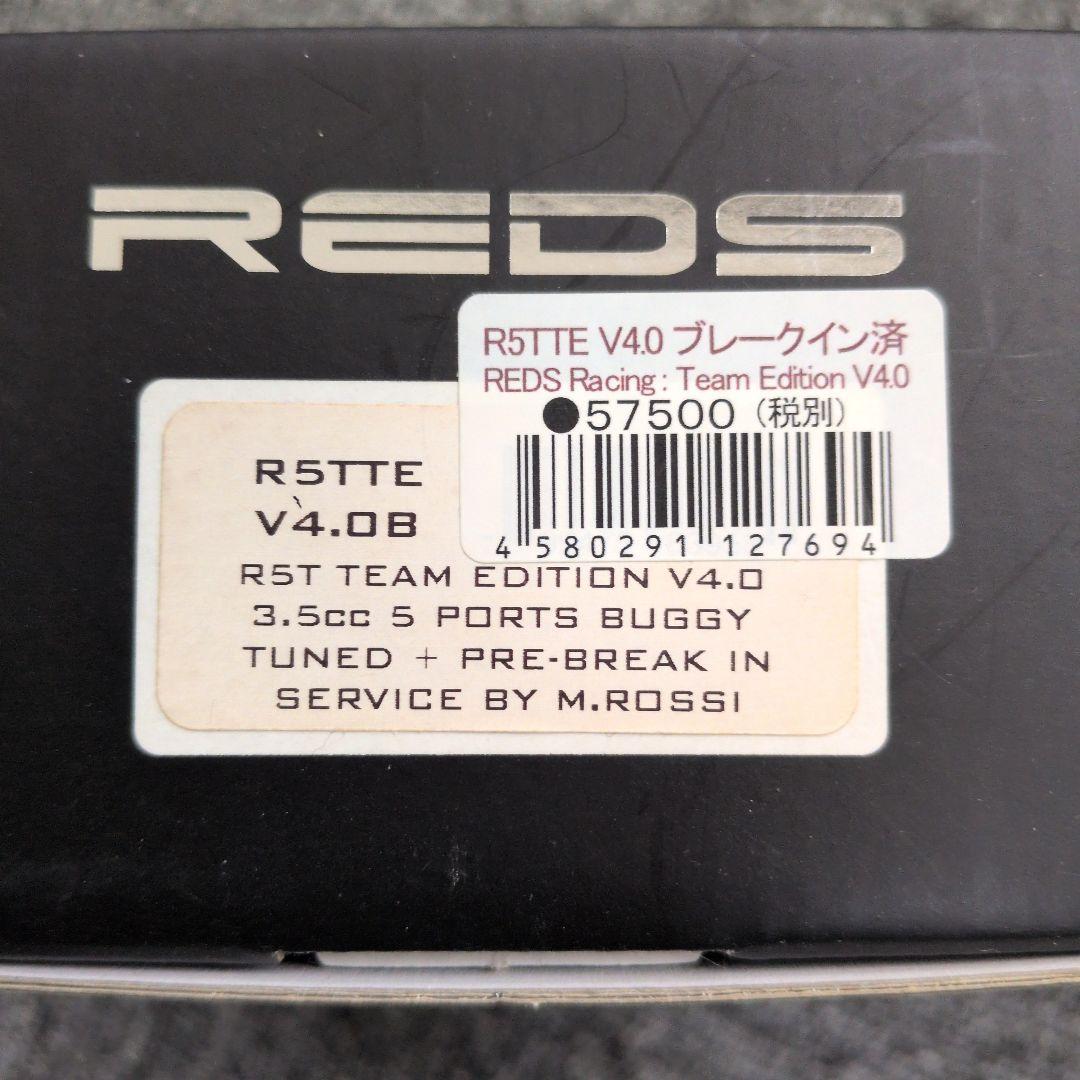 REDS
R5TTE V4.0 ブレークイン済
REDS Racing : Team Edition V4.0
●57500 (税別)
4 580291 127694
R5TTE
V4.0B
R5T TEAM EDITION V4.0
3.5cc 5 PORTS BUGGY
TUNED + PRE-BREAK IN
SERVICE BY M.ROSSI